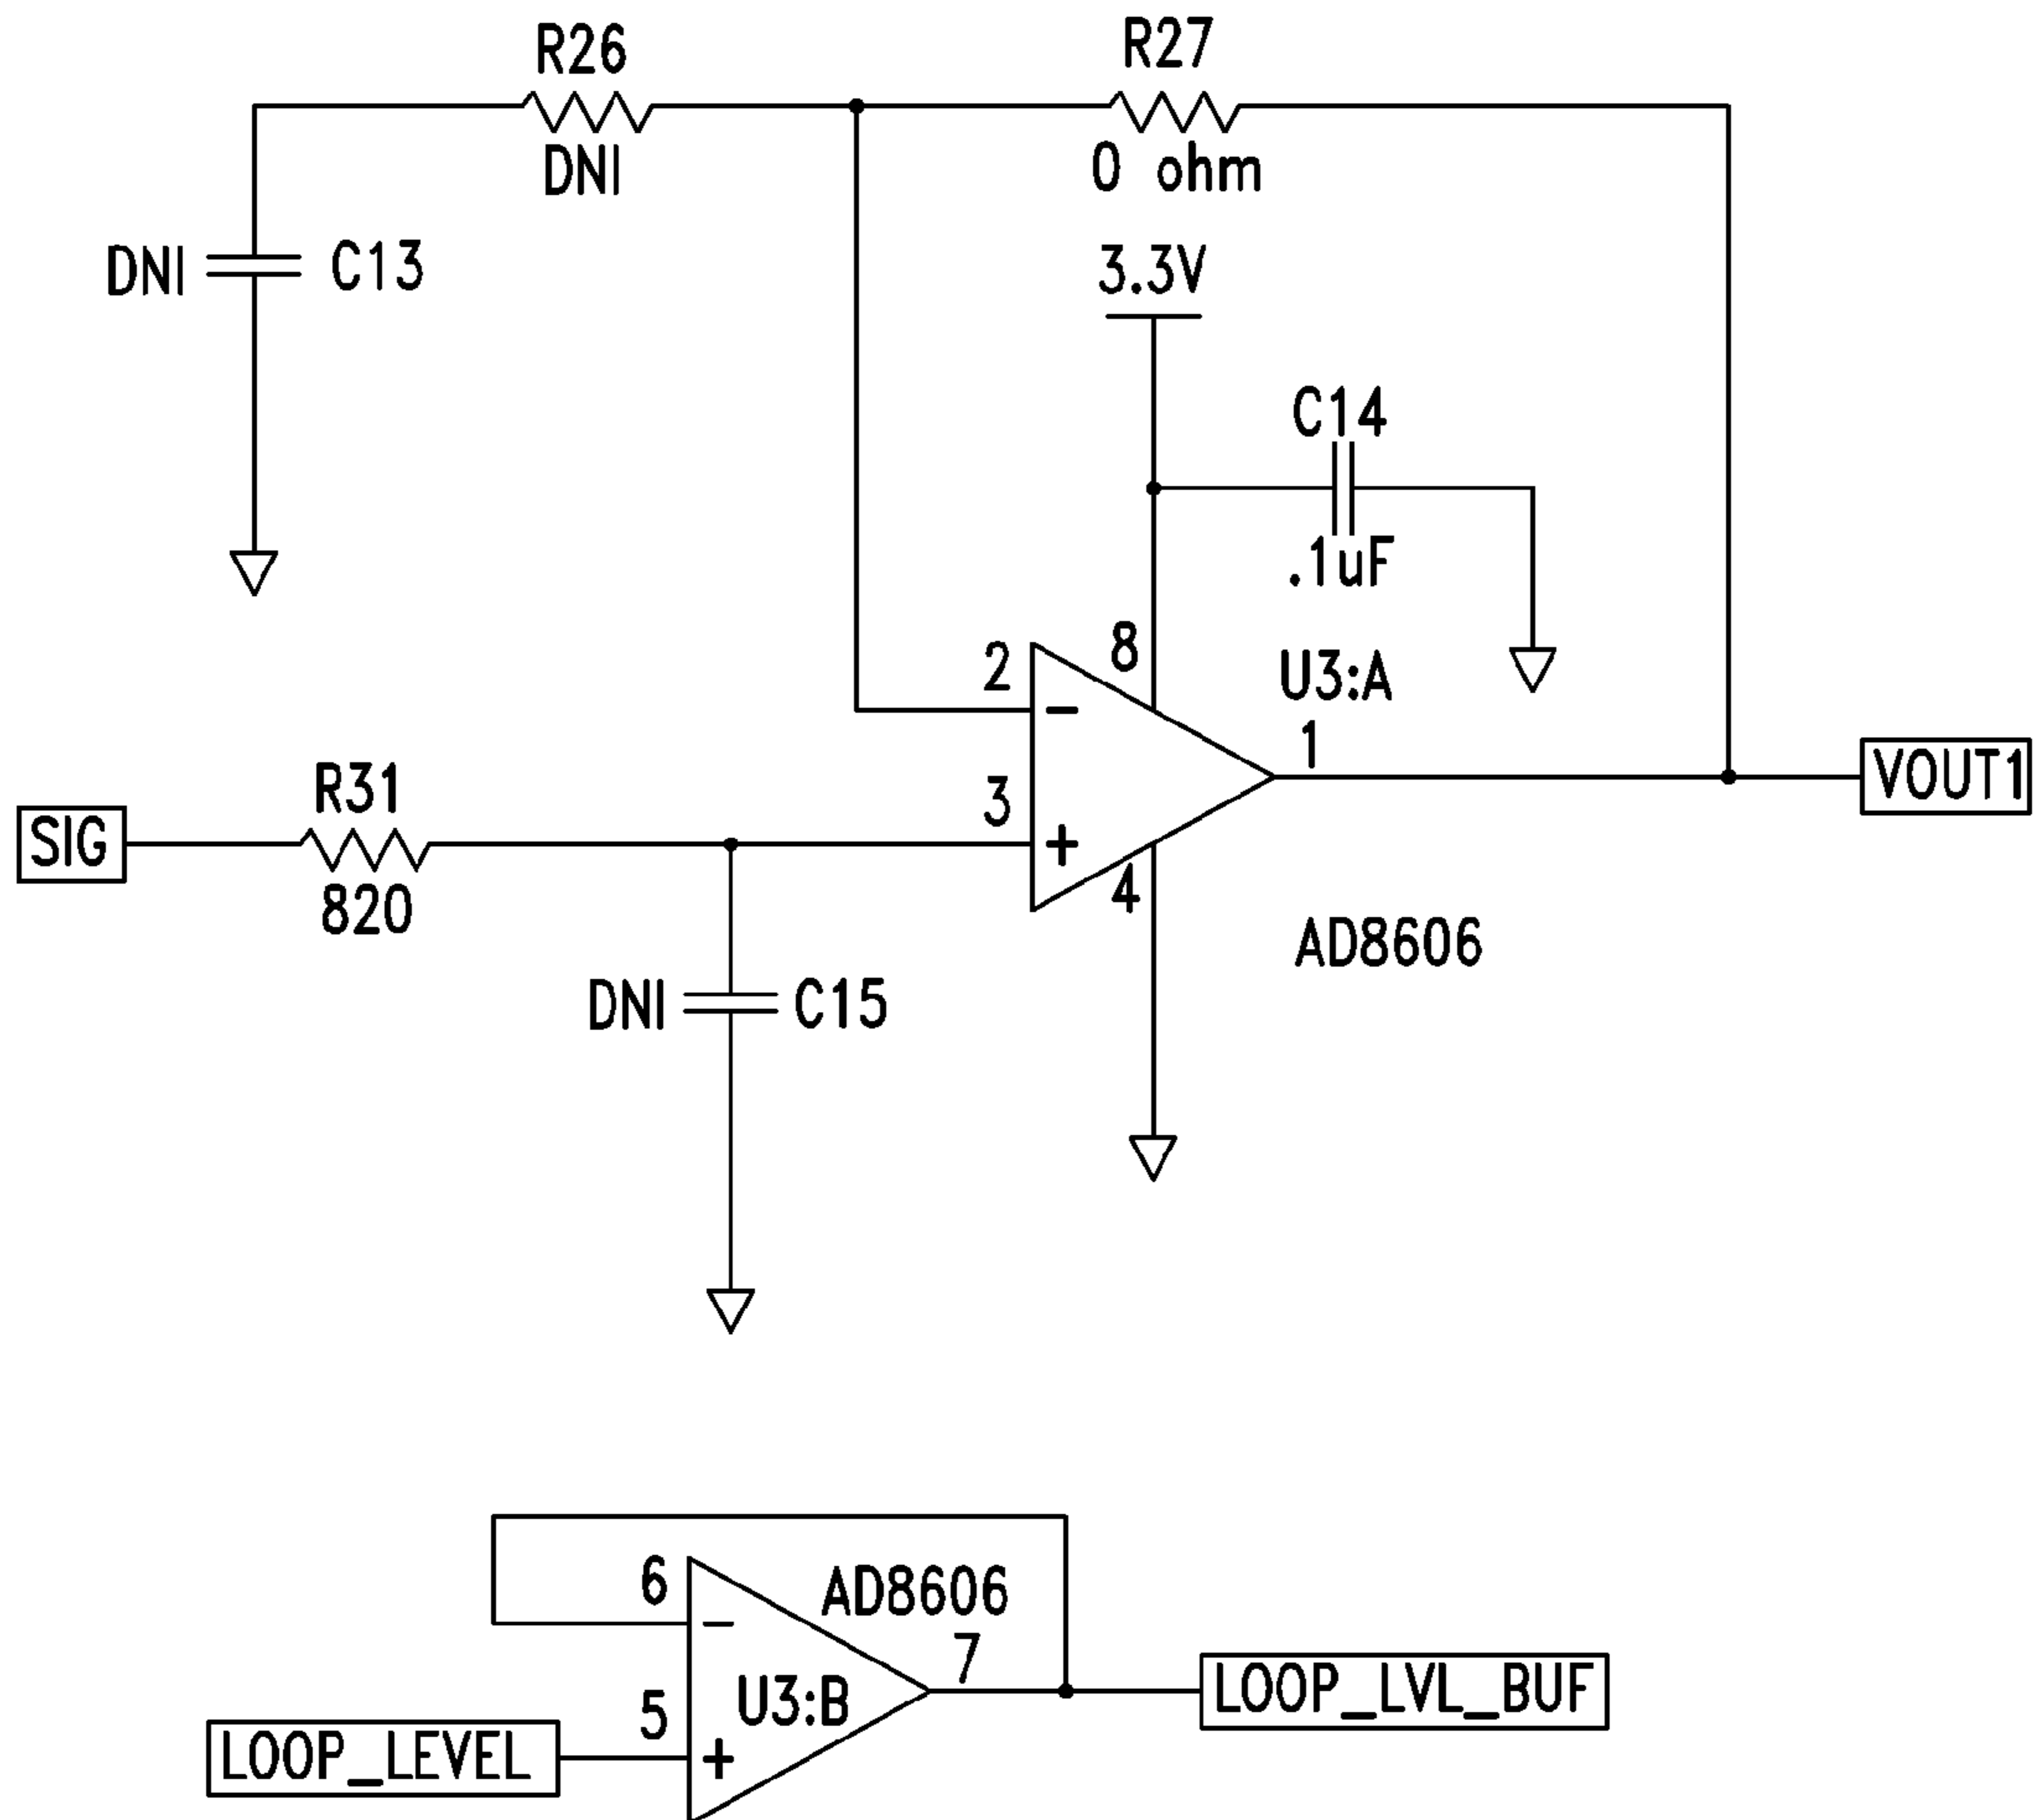 R26
R27
DNI
0 ohm
DNI
C13
3.3V
C14
.1uF
2
8
U3:A
1
VOUT1
R31
3
SIG
820
4
AD8606
DNI
C15
6
AD8606
7
U3:B
5
LOOP_LVL_BUF
LOOP_LEVEL